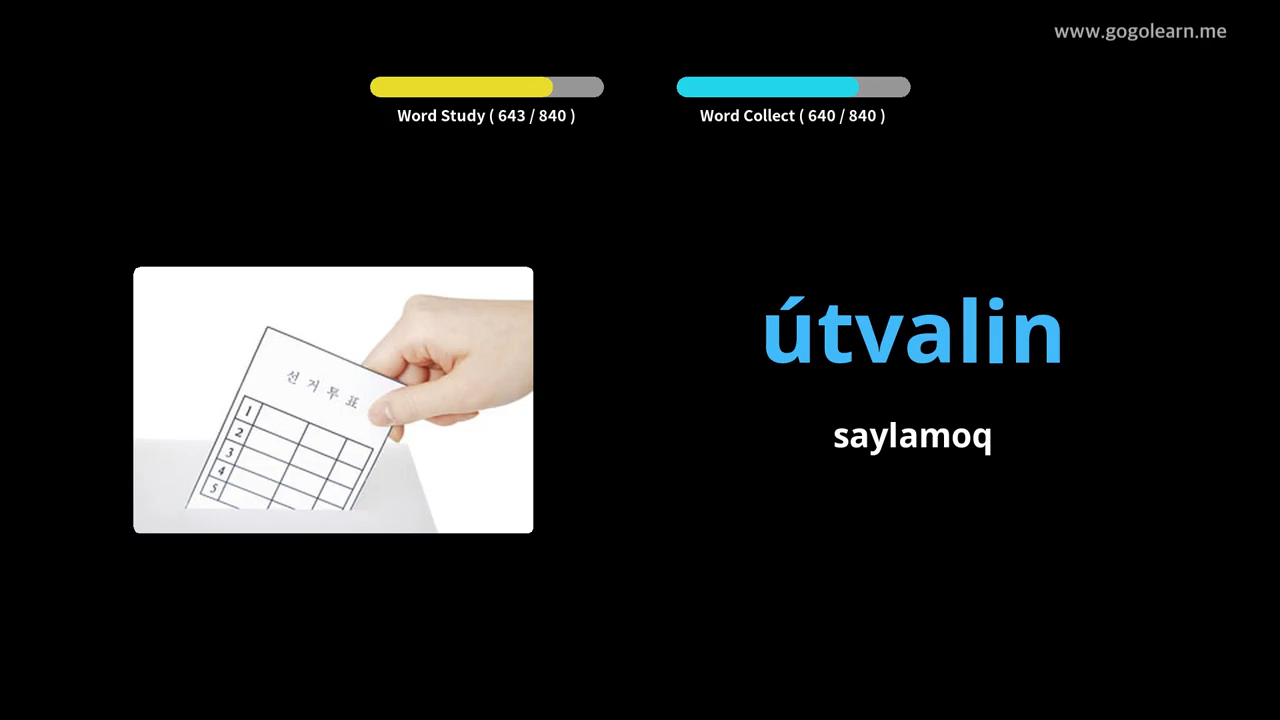 www.gogolearn.me
Word Study ( 643 / 840 )
Word Collect ( 640 / 840 )
선거투표
1
2
3
4
5
útvalin
saylamoq